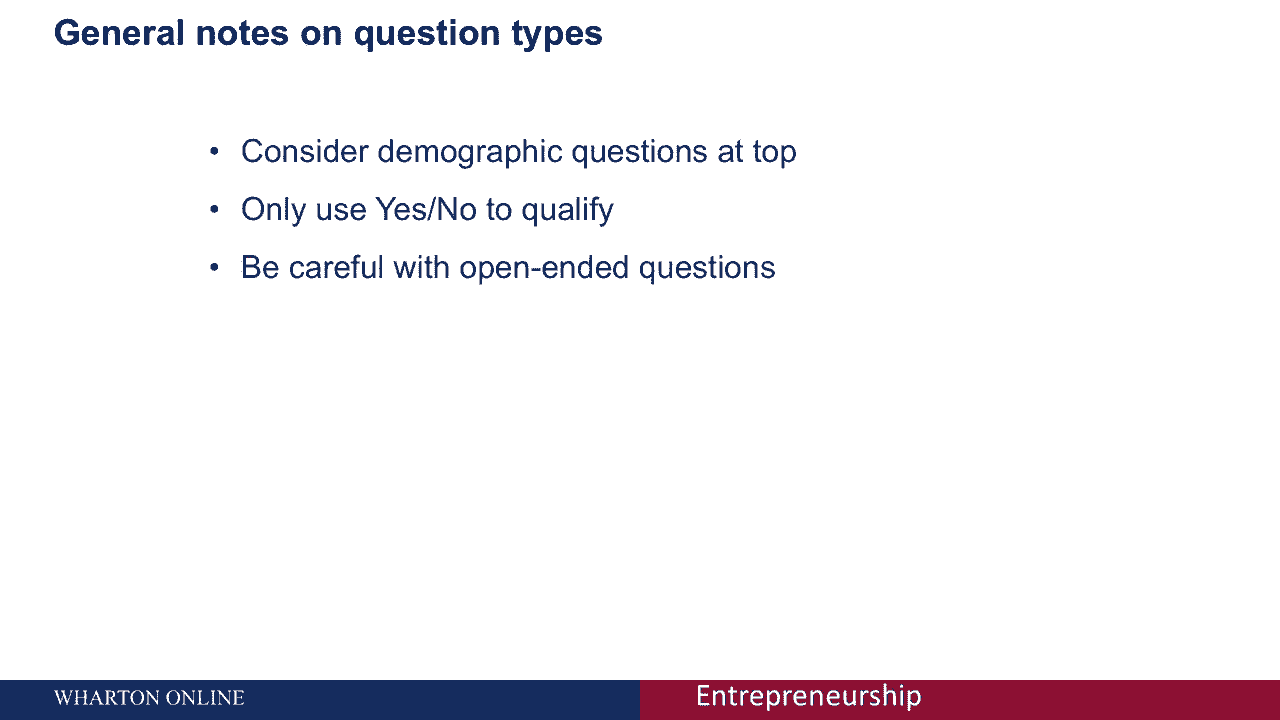 General notes on question types
• Consider demographic questions at top
• Only use Yes/No to qualify
• Be careful with open-ended questions
WHARTON ONLINE
Entrepreneurship